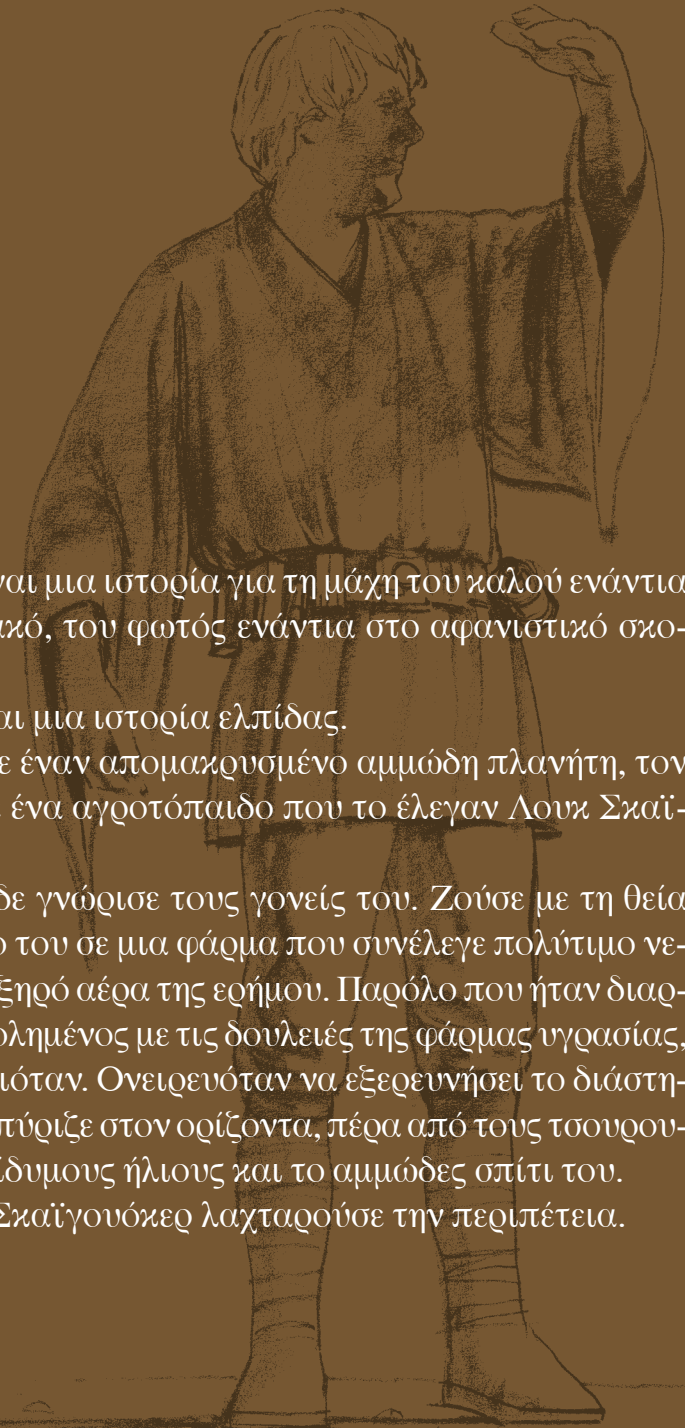 ναι μια ιστορία για τη μάχη του καλού ενάντια
ακό, του φωτός ενάντια στο αφανιστικό σκο-
αι μια ιστορία ελπίδας.
ε έναν απομακρυσμένο αμμώδη πλανήτη, τον
ένα αγροτόπαιδο που το έλεγαν Λουκ Σκαϊ-
δε γνώρισε τους γονείς του. Ζούσε με τη θεία
ο του σε μια φάρμα που συνέλεγε πολύτιμο νε-
ξηρό αέρα της ερήμου. Παρόλο που ήταν διαρ-
ολημένος με τις δουλειές της φάρμας υγρασίας,
ιόταν. Ονειρευόταν να εξερευνήσει το διάστη-
πύριζε στον ορίζοντα, πέρα από τους τσουρου-
ίδυμους ήλιους και το αμμώδες σπίτι του.
Σκαϊγουόκερ λαχταρούσε την περιπέτεια.